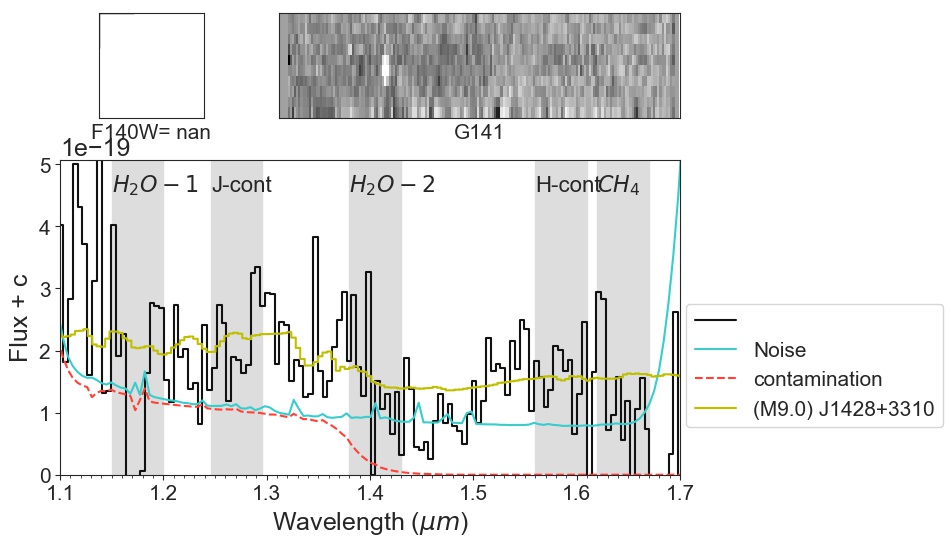 F140W= nan
G141
1e−19
H₂O − 1
J-cont
H₂O − 2
H-cont
CH₄
5
4
3
2
1
0
Flux + c
1.1
1.2
1.3
1.4
1.5
1.6
1.7
Wavelength (μm)
Noise
contamination
(M9.0) J1428+3310